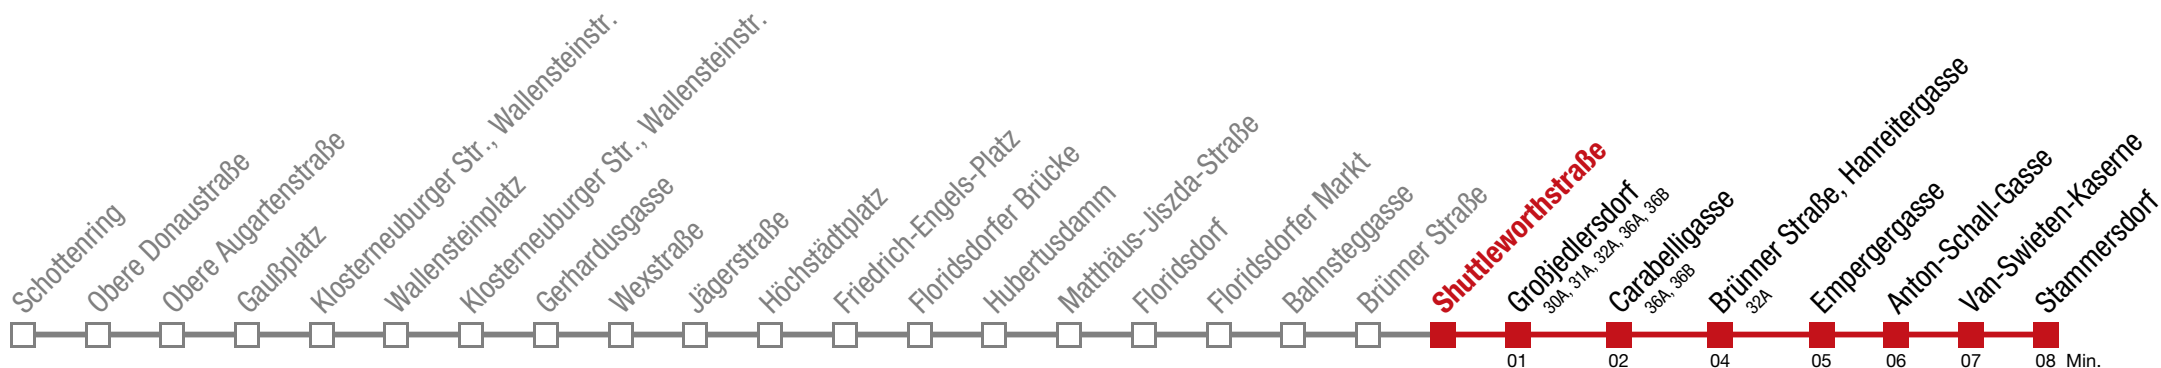 Schottenring
Obere Donaustraße
Obere Augartenstraße
Gaußplatz
Klosterneuburger Str., Wallensteinstr.
Wallensteinplatz
Klosterneuburger Str., Wallensteinstr.
Gerhardusgasse
Wexstraße
Jägerstraße
Höchstädtplatz
Friedrich-Engels-Platz
Floridsdorfer Brücke
Hubertusdamm
Matthäus-Jiszda-Straße
Floridsdorf
Floridsdorfer Markt
Bahnsteggasse
Brünner Straße
Shuttleworthstraße
Großjedlersdorf
30A, 31A, 32A, 36A, 36B
Carabelligasse
36A, 36B
Brünner Straße, Hanreitergasse
32A
Empergergasse
Anton-Schall-Gasse
Van-Swieten-Kaserne
Stammersdorf
01 02 04 05 06 07 08 Min.